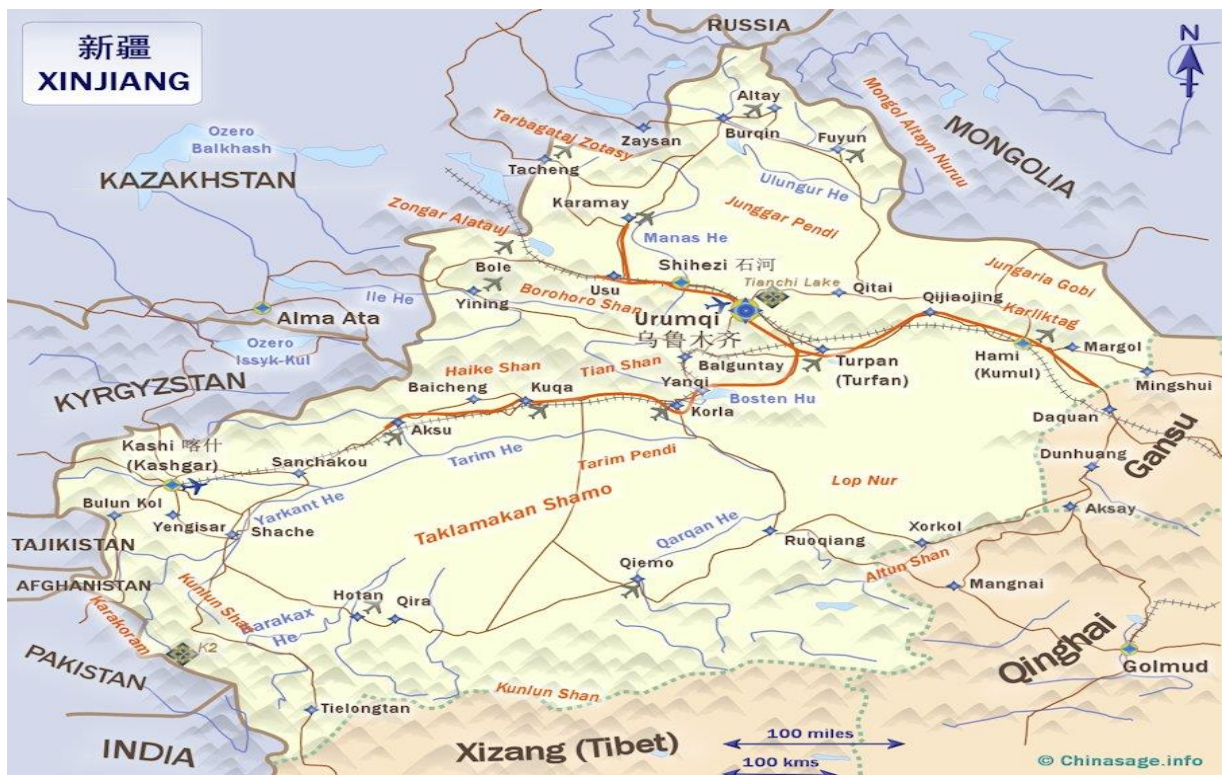 新疆
XINJIANG
RUSSIA
N
Altay
Burqin
Fuyun
Zaysan
Tarbagataj Zotasy
Mongol Altayn Nuruu
MONGOLIA
Ozero
Balkhash
KAZAKHSTAN
Tacheng
Ulungur He
Karamay
Junggar Pendi
Zongar Alatauj
Manas He
Bole
Shihezi 石河
Tianchi Lake
Jungaria Gobi
Ile He
Yining
Borohoro Shan
Usu
Qitai
Qijiaojing
Karliktag
Alma Ata
Urumqi
乌鲁木齐
Ozero
Issyk-Kul
KYRGYZSTAN
Haike Shan
Tian Shan
Balguntay
Turpan
(Turfan)
Hami
(Kumul)
Margol
Mingshui
Baicheng
Kuqa
Yanqi
Bosten Hu
Korla
Daquan
Aksu
Gansu
Kashi 喀什
(Kashgar)
Sanchakou
Tarim He
Tarim Pendi
Dunhuang
Lop Nur
Bulun Kol
Yengisar
Yarkant He
Shache
Taklamakan Shamo
Qarqan He
Ruoqiang
Xorkol
Aksay
TAJIKISTAN
AFGHANISTAN
Kunlun Shan
Karakoram
Karakax
He
Hotan
Qira
Qiemo
Altun Shan
Mangnai
K2
PAKISTAN
Qinghai
Golmud
Kunlun Shan
Tielongtan
INDIA
Xizang (Tibet)
100 miles
100 kms
© Chinasage.info